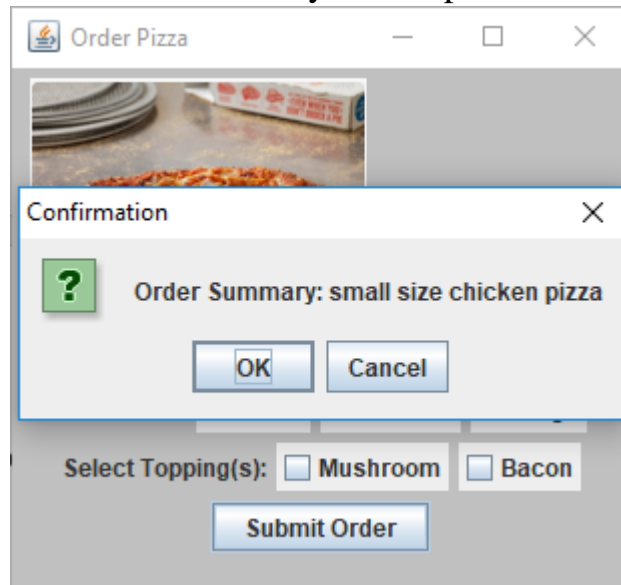 Order Pizza
Confirmation
?
Order Summary: small size chicken pizza
OK
Cancel
Select Topping(s): Mushroom Bacon
Submit Order